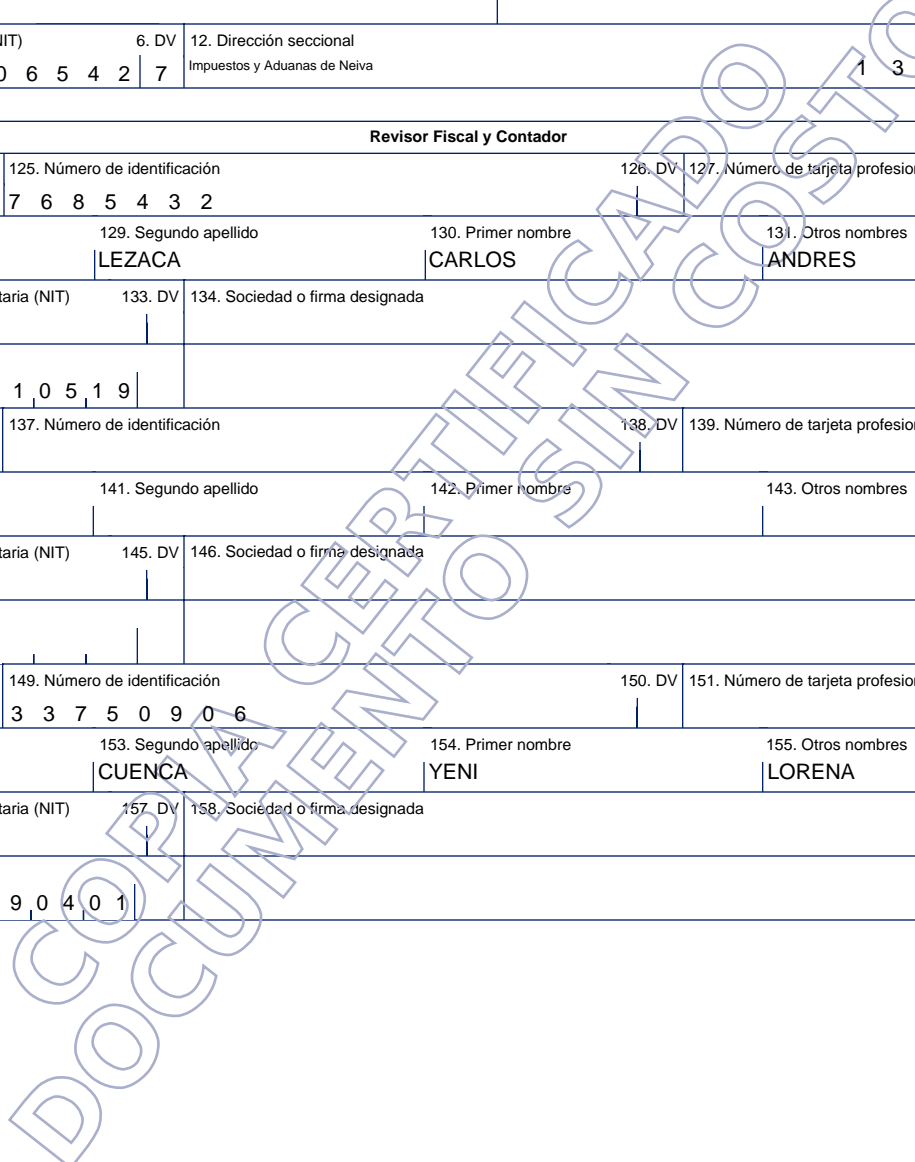 NIT) 6. DV 12. Dirección seccional
0 6 5 4 2 7 Impuestos y Aduanas de Neiva 1 3
Revisor Fiscal y Contador
125. Número de identificación 126. DV 127. Número de tarjeta profesion
7 6 8 5 4 3 2
129. Segundo apellido 130. Primer nombre 131. Otros nombres
LEZACA CARLOS ANDRES
taria (NIT) 133. DV 134. Sociedad o firma designada
1 0 5 1 9
137. Número de identificación 138. DV 139. Número de tarjeta profesion
141. Segundo apellido 142. Primer nombre 143. Otros nombres
taria (NIT) 145. DV 146. Sociedad o firma designada
149. Número de identificación 150. DV 151. Número de tarjeta profesion
3 3 7 5 0 9 0 6
153. Segundo apellido 154. Primer nombre 155. Otros nombres
CUENCA YENI LORENA
taria (NIT) 157. DV 158. Sociedad o firma designada
9 0 4 0 1
COPIA CERTIFICADO
DOCUMENTO SIN COSTO